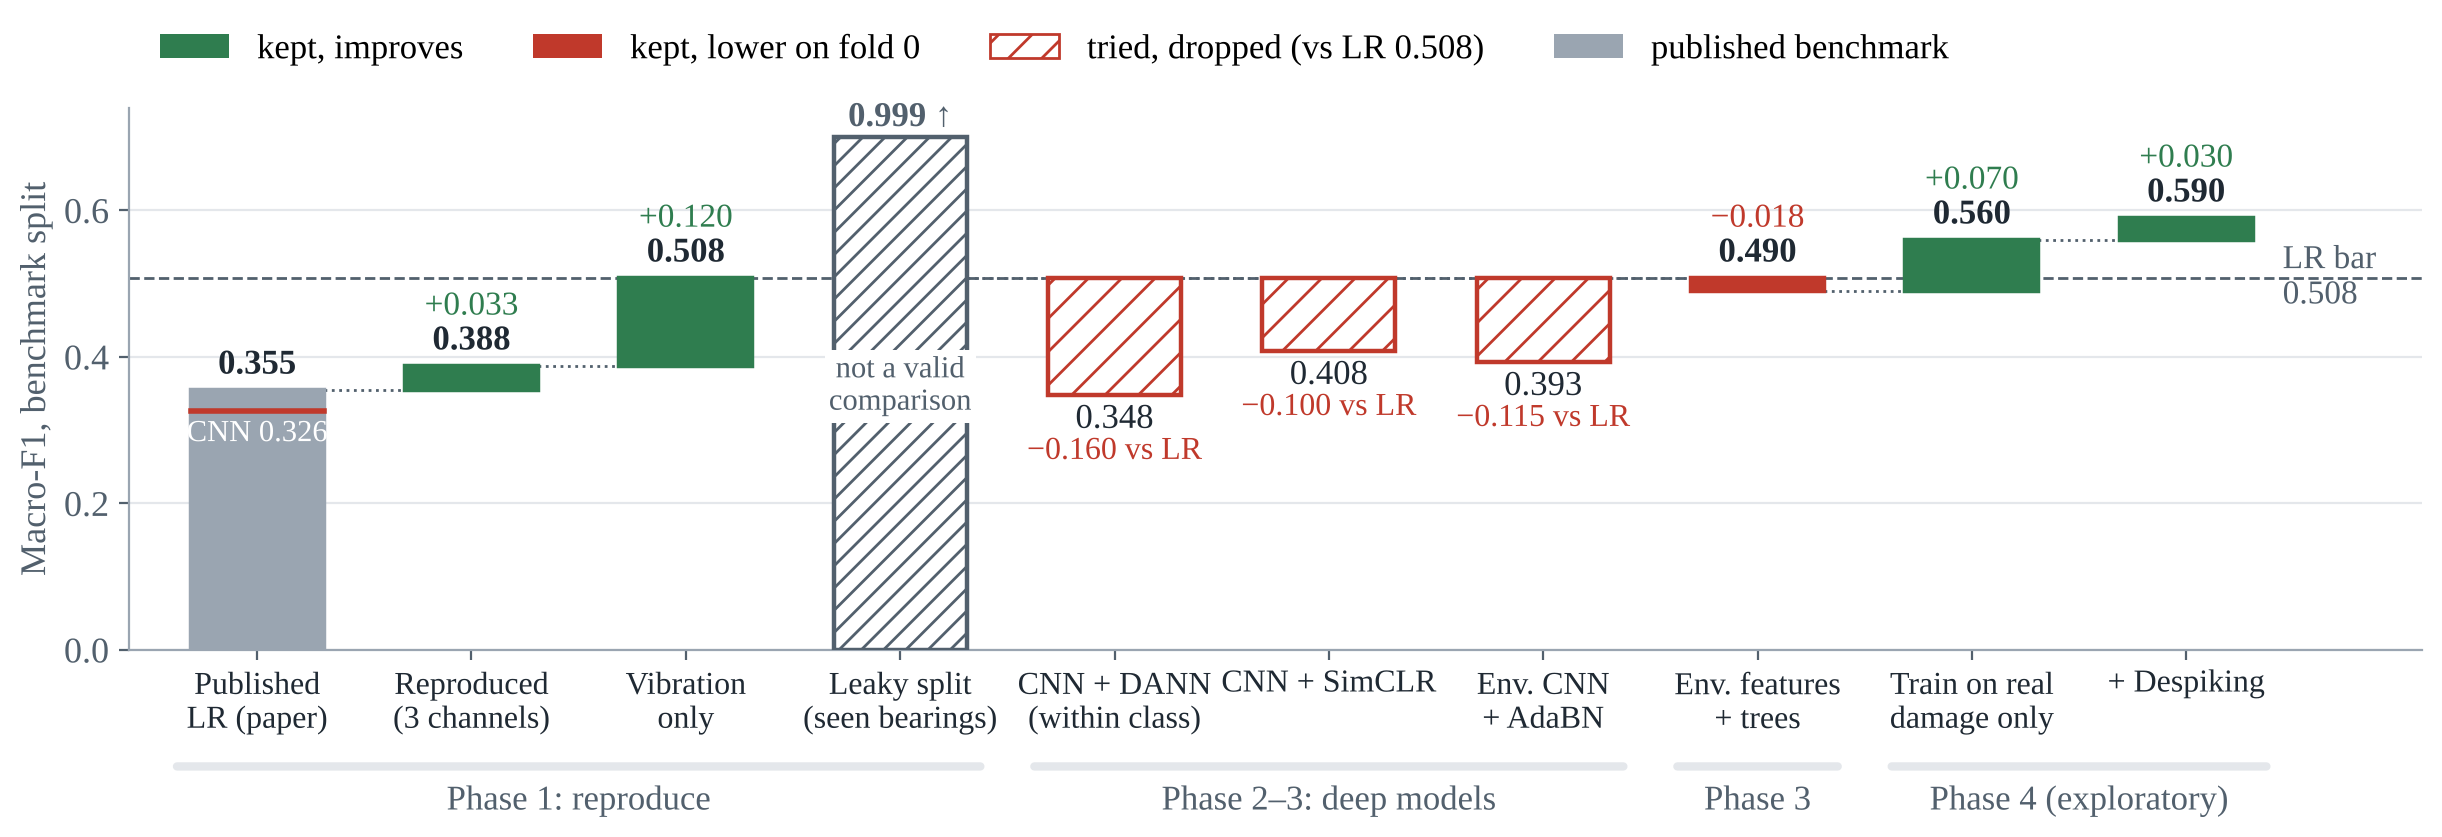 kept, improves
kept, lower on fold 0
tried, dropped (vs LR 0.508)
published benchmark
Macro-F1, benchmark split
0.6
0.4
0.2
0.0
0.355
CNN 0.326
+0.033
0.388
+0.120
0.508
0.999 ↑
not a valid
comparison
0.348
−0.160 vs LR
0.408
−0.100 vs LR
0.393
−0.115 vs LR
−0.018
0.490
+0.070
0.560
+0.030
0.590
LR bar
0.508
Published
LR (paper)
Reproduced
(3 channels)
Vibration
only
Leaky split
(seen bearings)
CNN + DANN
(within class)
CNN + SimCLR
Env. CNN
+ AdaBN
Env. features
+ trees
Train on real
damage only
+ Despiking
Phase 1: reproduce
Phase 2–3: deep models
Phase 3
Phase 4 (exploratory)